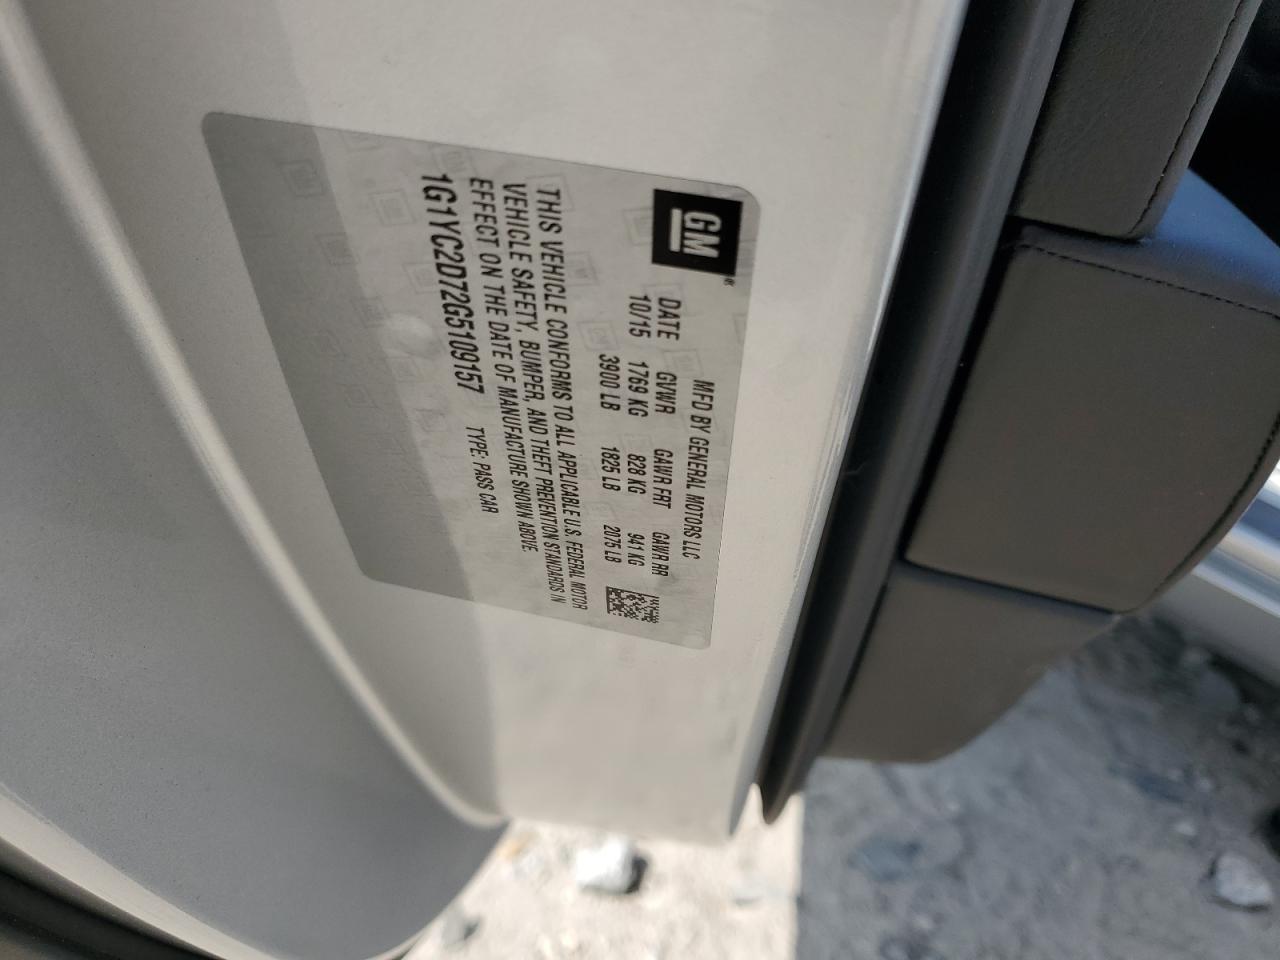 GM®
MFD BY GENERAL MOTORS LLC
DATE GVWR GAWR FRT GAWR RR
10/15 1769 KG 828 KG 941 KG
3900 LB 1825 LB 2075 LB
THIS VEHICLE CONFORMS TO ALL APPLICABLE U.S. FEDERAL MOTOR
VEHICLE SAFETY, BUMPER, AND THEFT PREVENTION STANDARDS IN
EFFECT ON THE DATE OF MANUFACTURE SHOWN ABOVE.
1G1YC2D72G5109157 TYPE: PASS CAR